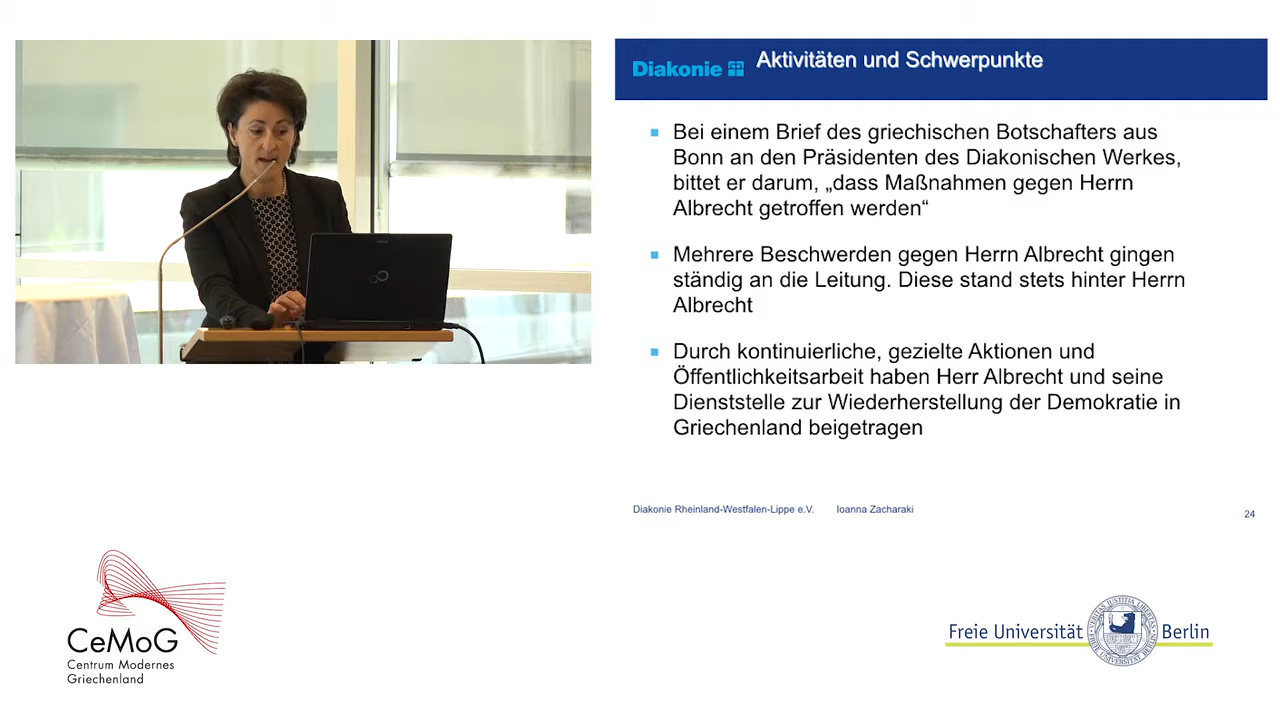 Diakonie
Aktivitäten und Schwerpunkte
Bei einem Brief des griechischen Botschafters aus
Bonn an den Präsidenten des Diakonischen Werkes,
bittet er darum, „dass Maßnahmen gegen Herrn
Albrecht getroffen werden“
Mehrere Beschwerden gegen Herrn Albrecht gingen
ständig an die Leitung. Diese stand stets hinter Herrn
Albrecht
Durch kontinuierliche, gezielte Aktionen und
Öffentlichkeitsarbeit haben Herr Albrecht und seine
Dienststelle zur Wiederherstellung der Demokratie in
Griechenland beigetragen
Diakonie Rheinland-Westfalen-Lippe e.V. Ioanna Zacharaki
24
CeMoG
Centrum Modernes
Griechenland
Freie Universität Berlin